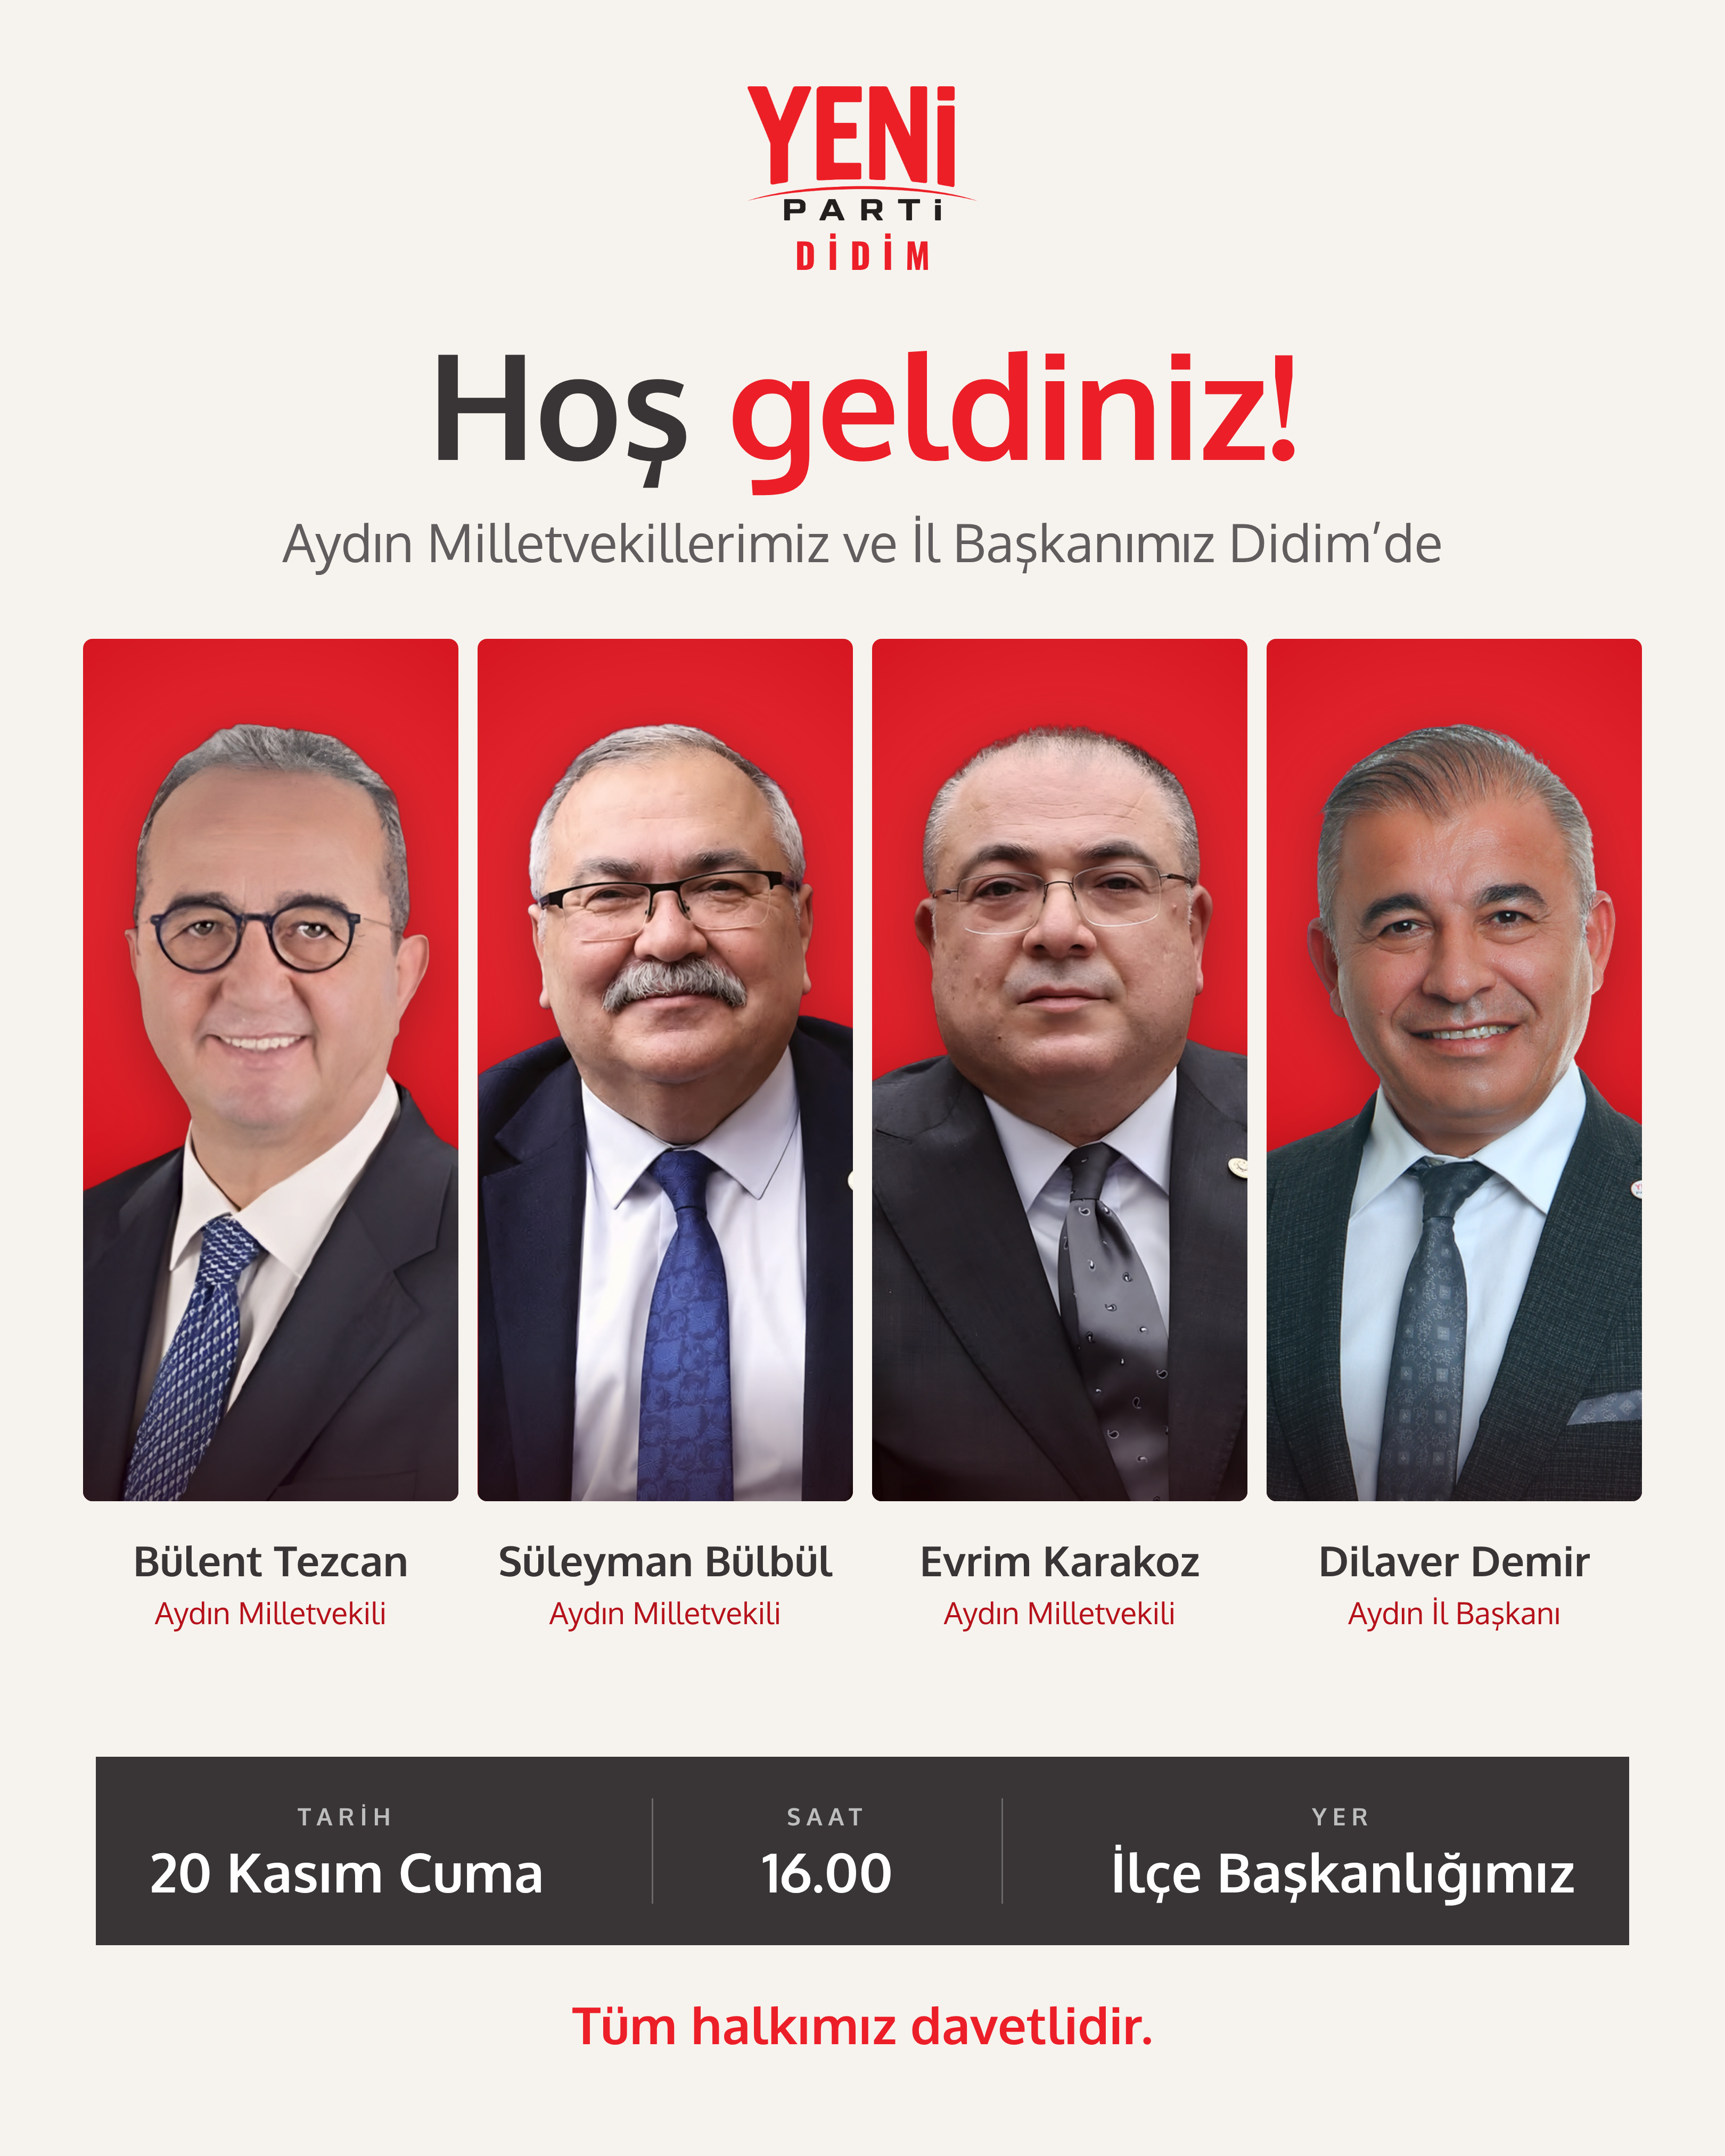 YENİ
PARTİ
DİDİM
Hoş geldiniz!
Aydın Milletvekillerimiz ve İl Başkanımız Didim’de
Bülent Tezcan
Aydın Milletvekili
Süleyman Bülbül
Aydın Milletvekili
Evrim Karakoz
Aydın Milletvekili
Dilaver Demir
Aydın İl Başkanı
TARİH
20 Kasım Cuma
SAAT
16.00
YER
İlçe Başkanlığımız
Tüm halkımız davetlidir.